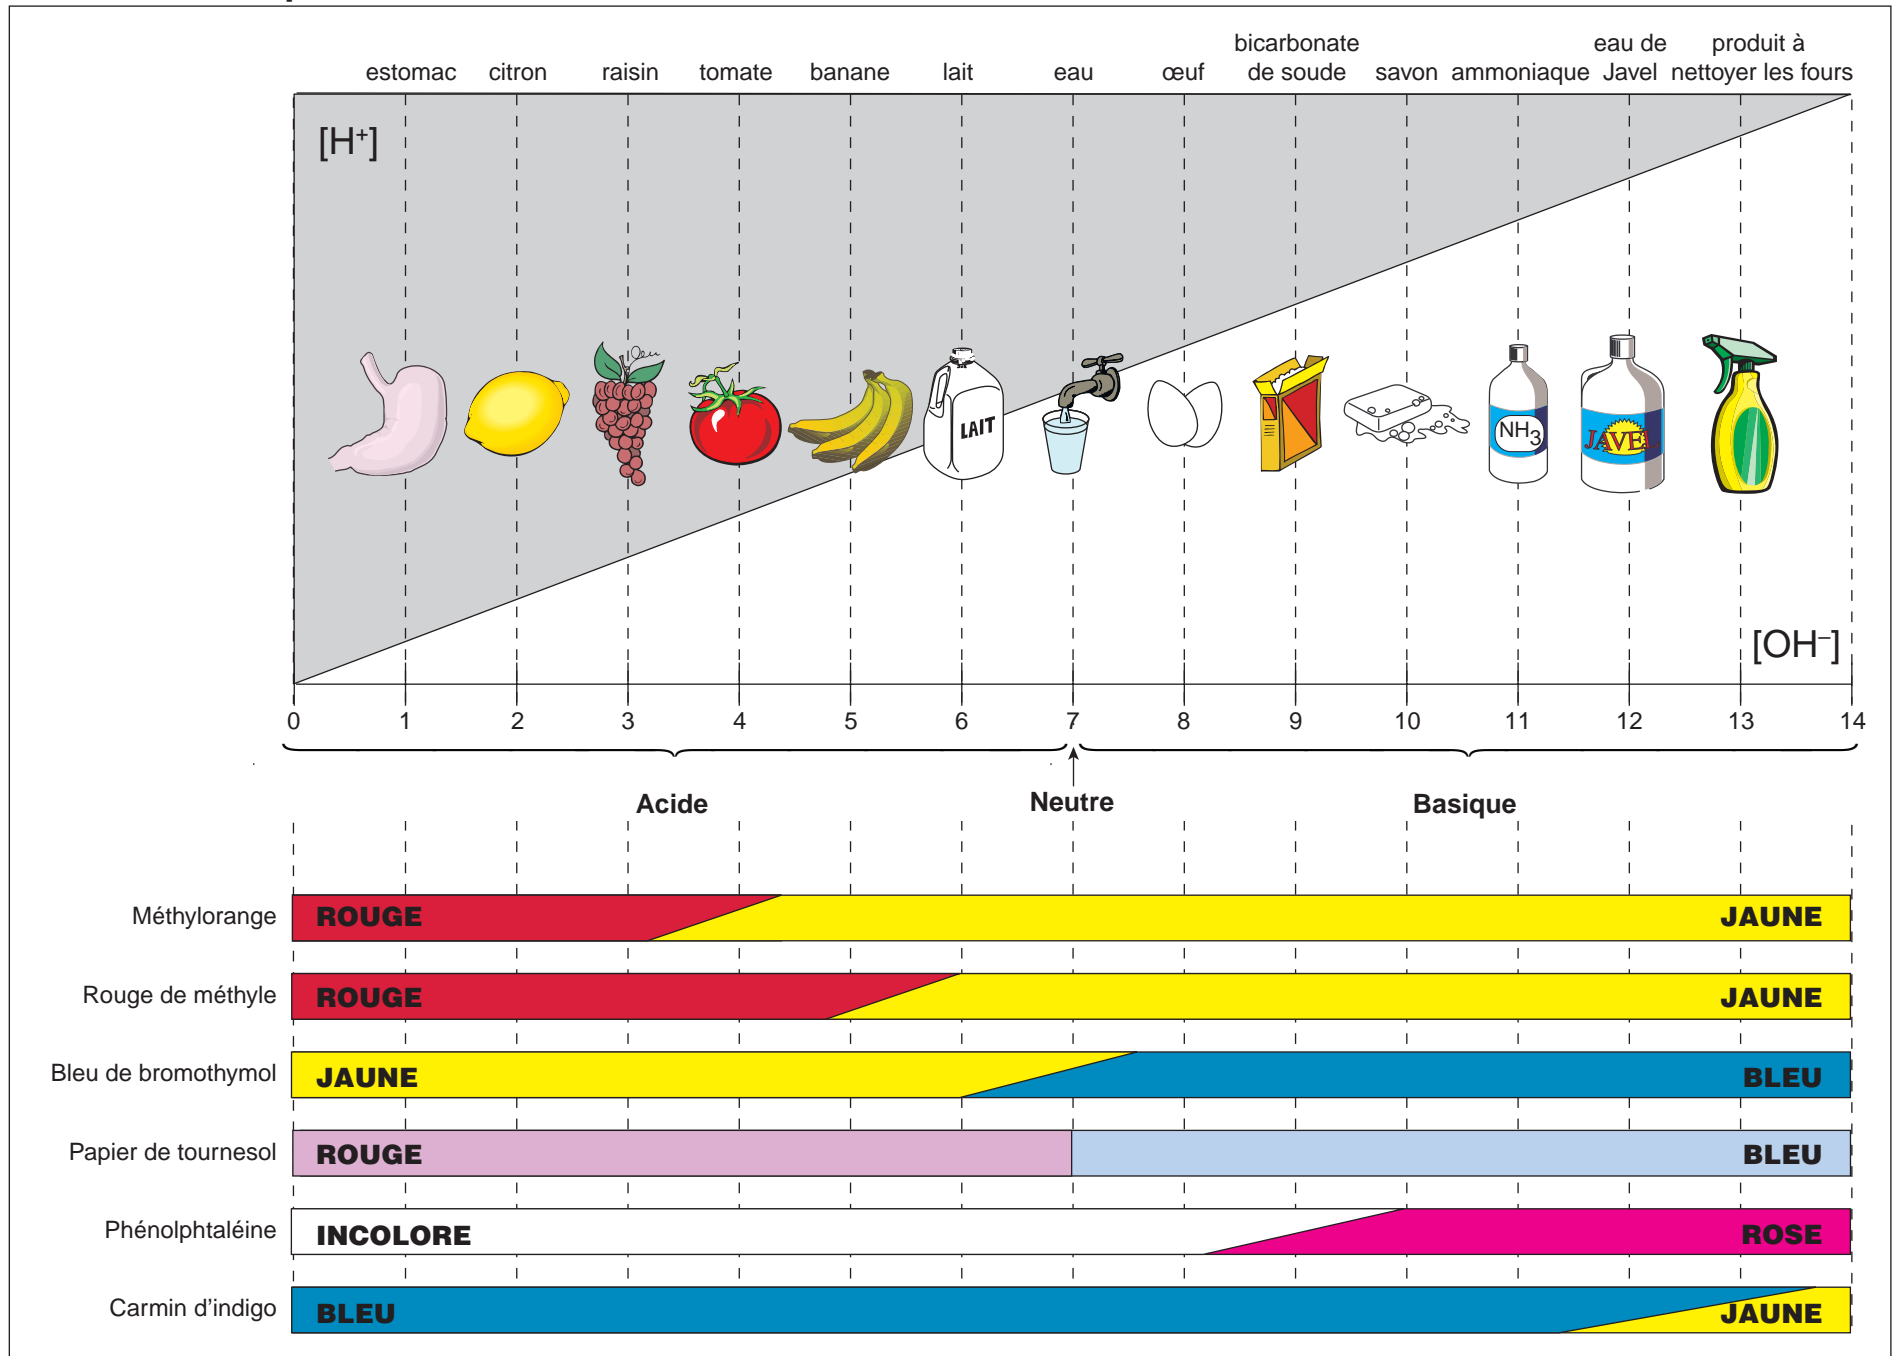 estomac citron raisin tomate banane lait eau œuf bicarbonate de soude savon ammoniaque eau de Javel produit à nettoyer les fours
[H⁺]
LAIT
NH₃
JAVEL
[OH⁻]
0 1 2 3 4 5 6 7 8 9 10 11 12 13 14
Acide Neutre Basique
Méthylorange ROUGE JAUNE
Rouge de méthyle ROUGE JAUNE
Bleu de bromothymol JAUNE BLEU
Papier de tournesol ROUGE BLEU
Phénolphtaléine INCOLORE ROSE
Carmin d’indigo BLEU JAUNE